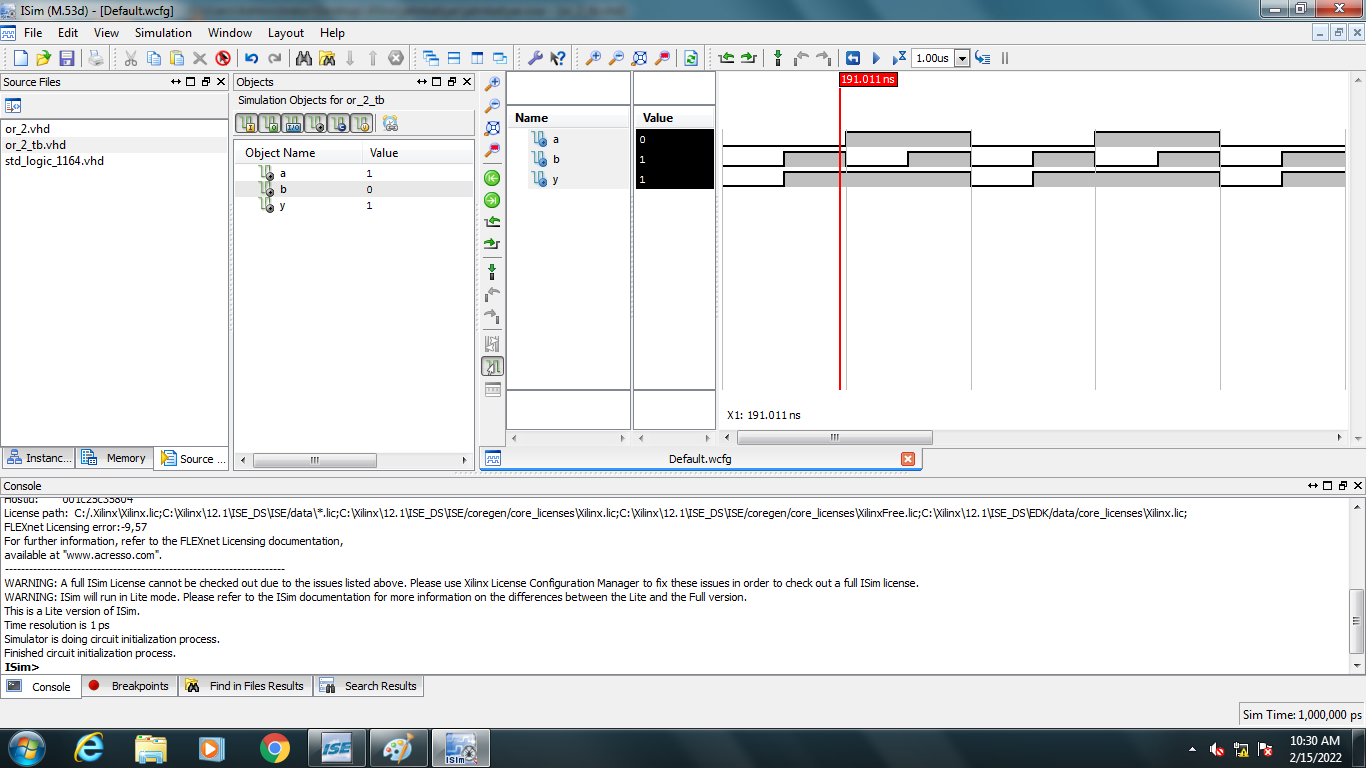 ISim (M.53d) - [Default.wcfg]
File Edit View Simulation Window Layout Help
1.00us
Source Files
Objects
or_2.vhd
or_2_tb.vhd
std_logic_1164.vhd
Simulation Objects for or_2_tb
Object Name Value
a 1
b 0
y 1
Name Value
a 0
b 1
y 1
191.011 ns
X1: 191.011 ns
Instanc... Memory Source ...
Default.wcfg
Console
HostId: 001c25c35804
License path: C:/.Xilinx\Xilinx.lic;C:\Xilinx\12.1\ISE_DS\ISE/data\*.lic;C:\Xilinx\12.1\ISE_DS\ISE/coregen/core_licenses\Xilinx.lic;C:\Xilinx\12.1\ISE_DS\ISE/coregen/core_licenses\XilinxFree.lic;C:\Xilinx\12.1\ISE_DS\EDK/data/core_licenses\Xilinx.lic;
FLEXnet Licensing error:-9,57
For further information, refer to the FLEXnet Licensing documentation,
available at "www.acresso.com".
----------------------------------------------------------------------
WARNING: A full ISim License cannot be checked out due to the issues listed above. Please use Xilinx License Configuration Manager to fix these issues in order to check out a full ISim license.
WARNING: ISim will run in Lite mode. Please refer to the ISim documentation for more information on the differences between the Lite and the Full version.
This is a Lite version of ISim.
Time resolution is 1 ps
Simulator is doing circuit initialization process.
Finished circuit initialization process.
ISim>
Console Breakpoints Find in Files Results Search Results
Sim Time: 1,000,000 ps
ISE
ISim
10:30 AM
2/15/2022